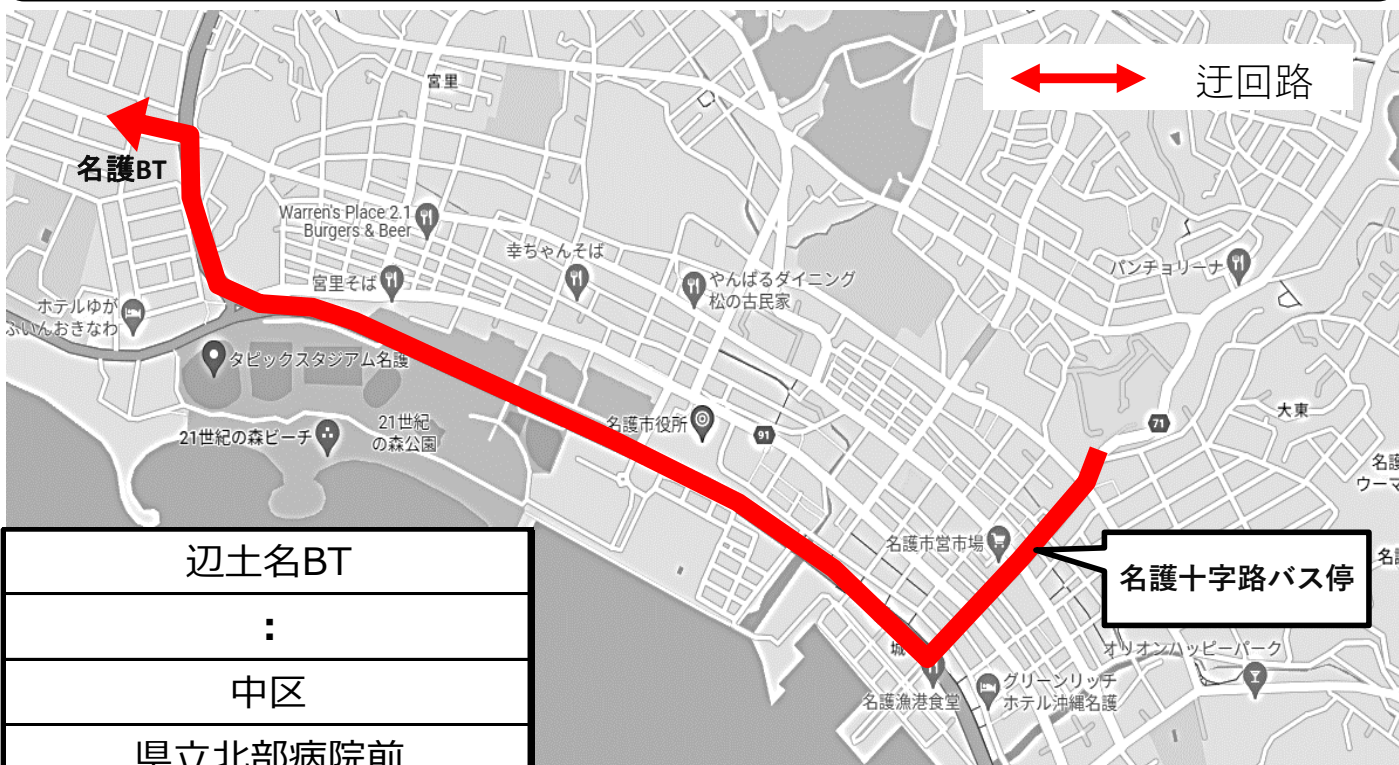 迂回路
宮里
名護BT
Warren's Place 2.1
Burgers & Beer
幸ちゃんそば
宮里そば
やんばるダイニング
松の古民家
パンチョリーナ
ホテルゆが
ふいんおきなわ
タピックスタジアム名護
21世紀の森ビーチ
21世紀
の森公園
名護市役所
91
71
大東
名護
ウーマ
名護市営市場
名護十字路バス停
オリオンハッピーパーク
城
名護漁港食堂
グリーンリッチ
ホテル沖縄名護
辺土名BT
:
中区
県立北部病院前